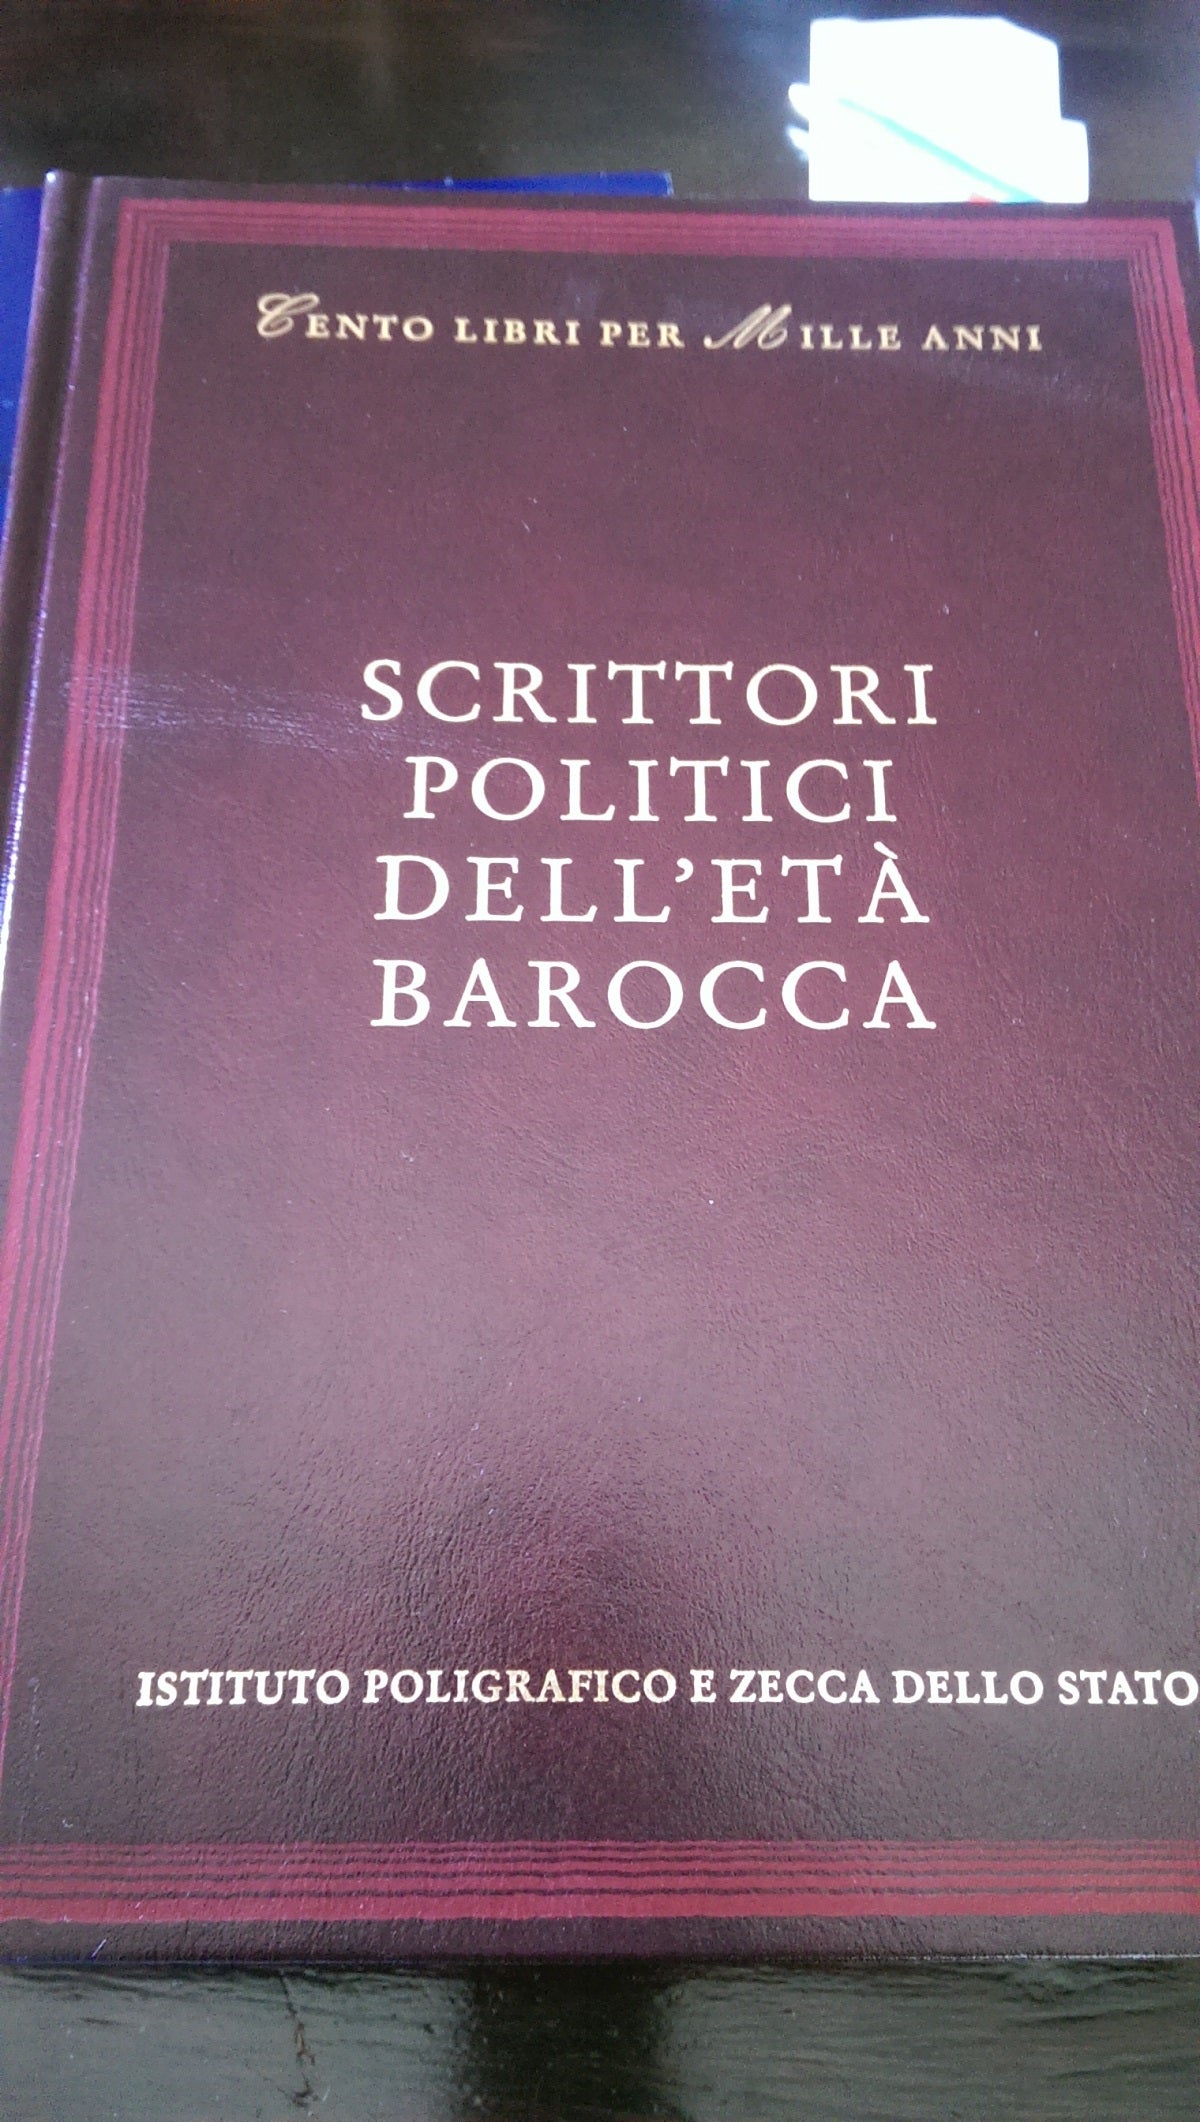 CENTO LIBRI PER MILLE ANNI
SCRITTORI
POLITICI
DELL'ETÀ
BAROCCA
ISTITUTO POLIGRAFICO E ZECCA DELLO STATO